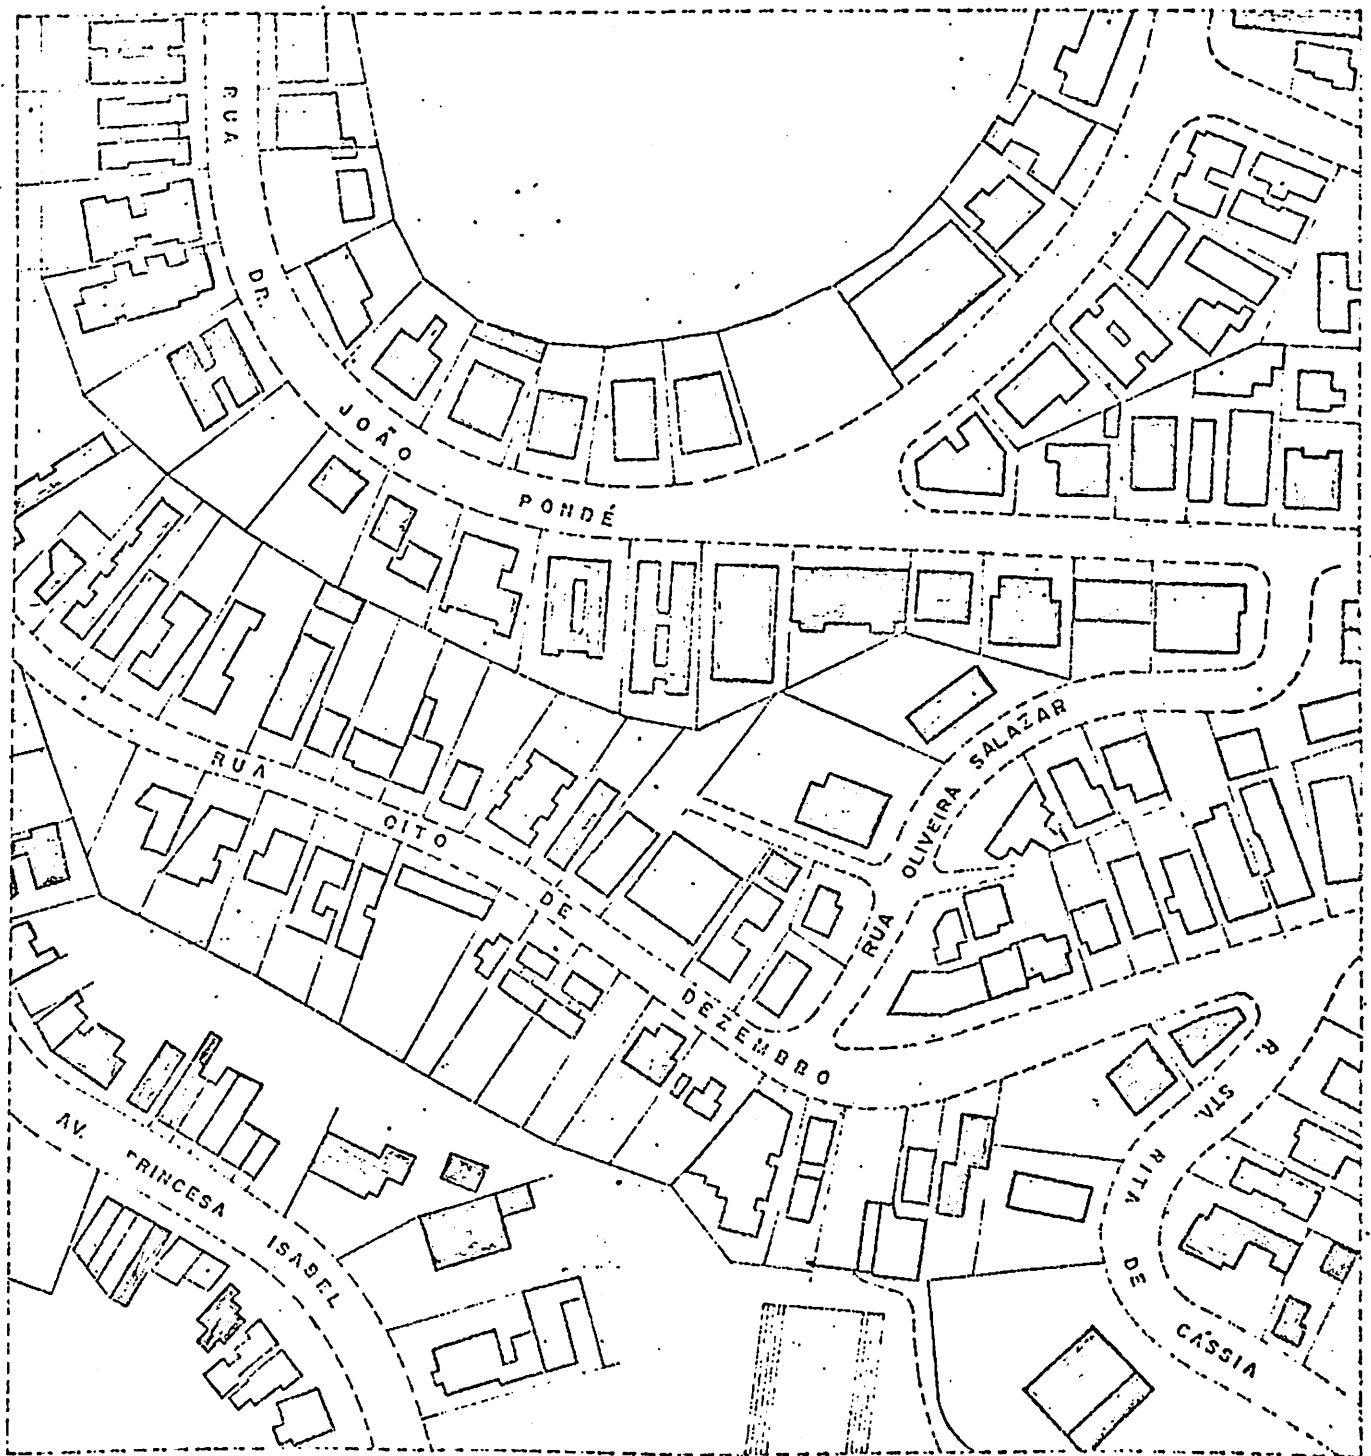 RUA DR. JOÃO PONDÉ
RUA OITO DE DEZEMBRO
RUA OLIVEIRA SALAZAR
R. STA. RITA DE CÁSSIA
AV. PRINCESA ISABEL